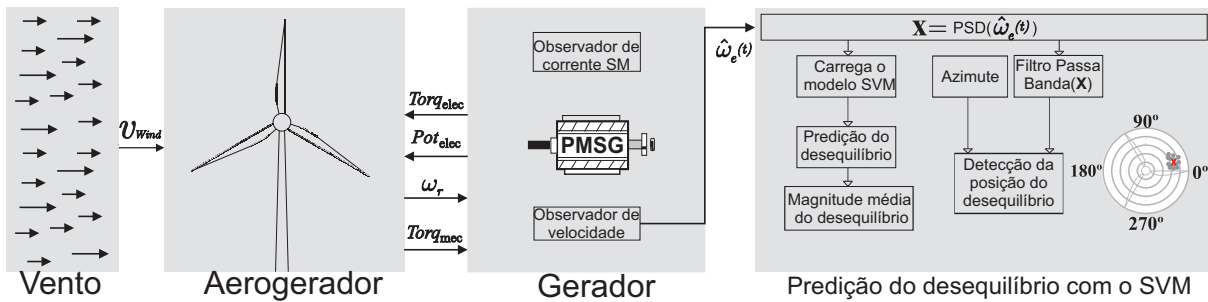 Vento
𝒱Wind
Aerogerador
Torqelec
Potelec
ωr
Torqmec
Observador de
corrente SM
PMSG
Observador de
velocidade
Gerador
ω̂e(t)
X= PSD(ω̂e(t))
Carrega o
modelo SVM
Predição do
desequilíbrio
Magnitude média
do desequilíbrio
Azimute
Filtro Passa
Banda(X)
Detecção da
posição do
desequilíbrio
90º
180º
0º
270º
Predição do desequilíbrio com o SVM